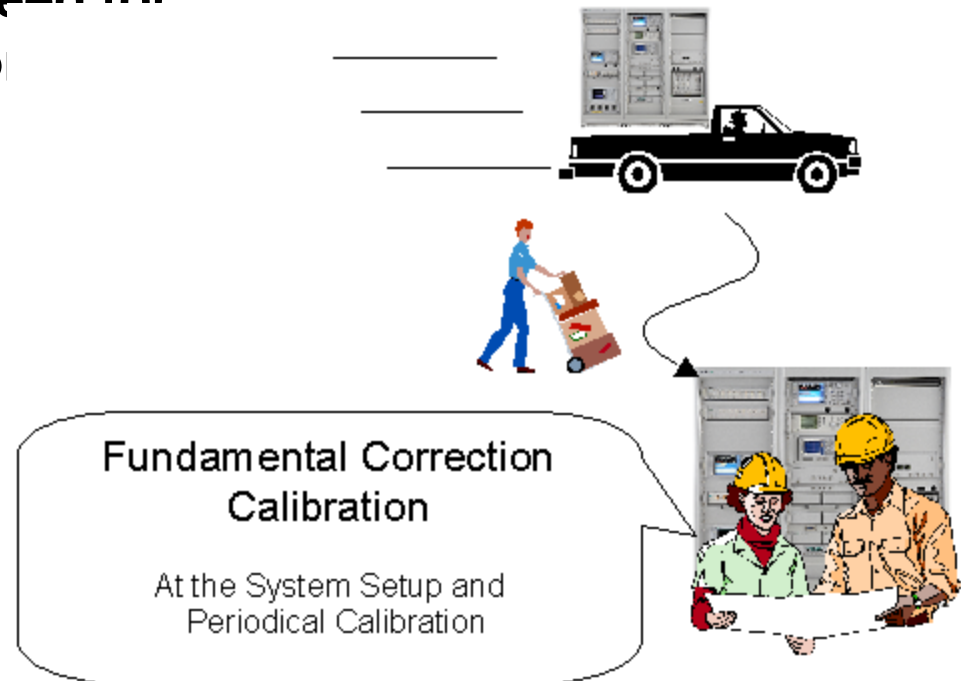 Fundamental Correction
Calibration
At the System Setup and
Periodical Calibration